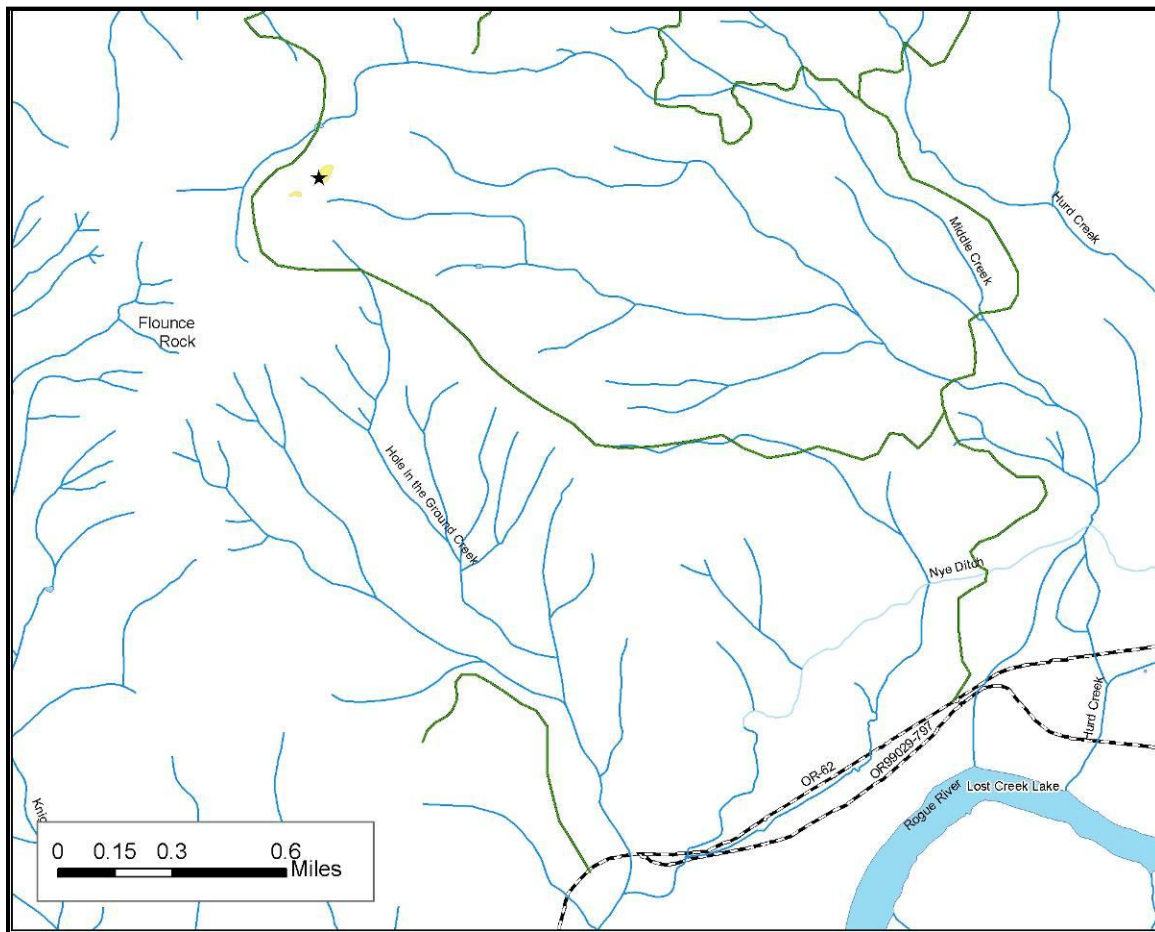 Hurd Creek
Middle Creek
Flounce
Rock
Hole in the Ground Creek
Nye Ditch
Hurd Creek
OR-62
OR99029-797
Rogue River
Lost Creek Lake
0 0.15 0.3 0.6
Miles